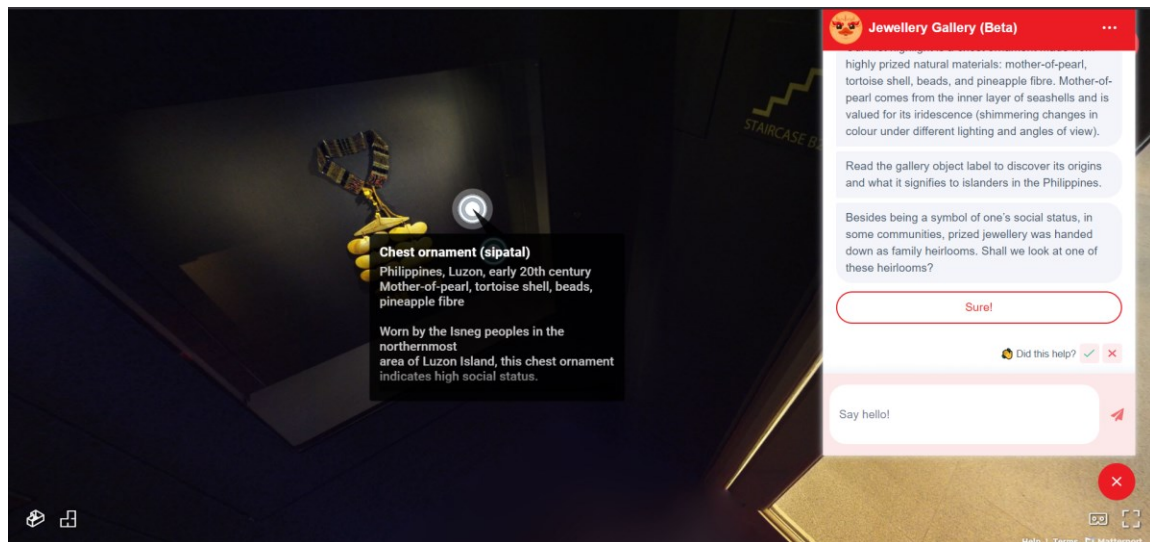 STAIRCASE B2
Chest ornament (sipatal)
Philippines, Luzon, early 20th century
Mother-of-pearl, tortoise shell, beads,
pineapple fibre
Worn by the Isneg peoples in the
northernmost
area of Luzon Island, this chest ornament
indicates high social status.
Jewellery Gallery (Beta)
highly prized natural materials: mother-of-pearl,
tortoise shell, beads, and pineapple fibre. Mother-of-
pearl comes from the inner layer of seashells and is
valued for its iridescence (shimmering changes in
colour under different lighting and angles of view).
Read the gallery object label to discover its origins
and what it signifies to islanders in the Philippines.
Besides being a symbol of one's social status, in
some communities, prized jewellery was handed
down as family heirlooms. Shall we look at one of
these heirlooms?
Sure!
Did this help?
Say hello!
Help | Terms Matterport